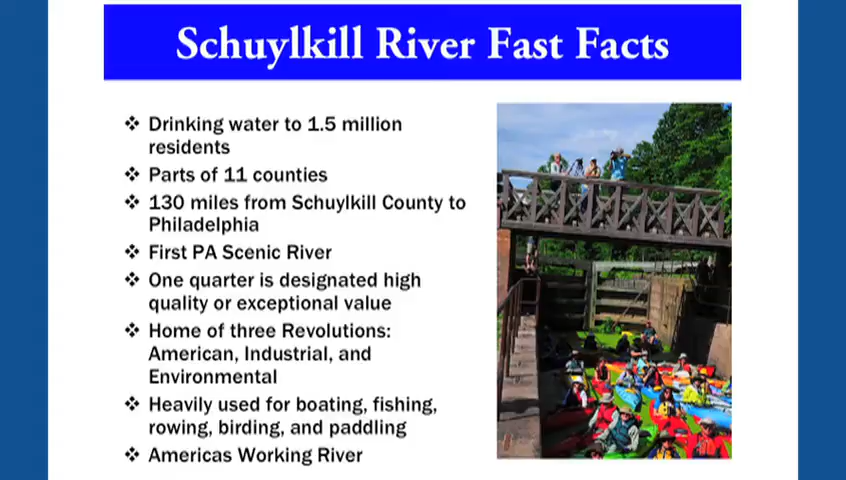 Schuylkill River Fast Facts
❖ Drinking water to 1.5 million
residents
❖ Parts of 11 counties
❖ 130 miles from Schuylkill County to
Philadelphia
❖ First PA Scenic River
❖ One quarter is designated high
quality or exceptional value
❖ Home of three Revolutions:
American, Industrial, and
Environmental
❖ Heavily used for boating, fishing,
rowing, birding, and paddling
❖ Americas Working River